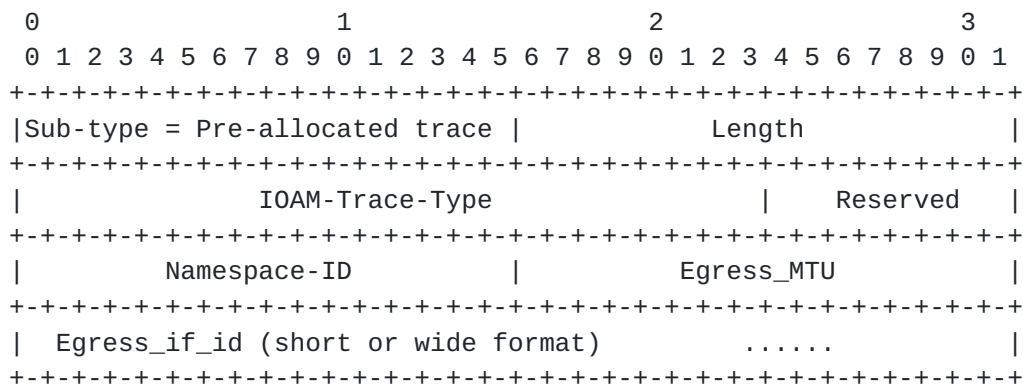 0                   1                   2                   3
 0 1 2 3 4 5 6 7 8 9 0 1 2 3 4 5 6 7 8 9 0 1 2 3 4 5 6 7 8 9 0 1
+-+-+-+-+-+-+-+-+-+-+-+-+-+-+-+-+-+-+-+-+-+-+-+-+-+-+-+-+-+-+-+-+
|Sub-type = Pre-allocated trace |            Length             |
+-+-+-+-+-+-+-+-+-+-+-+-+-+-+-+-+-+-+-+-+-+-+-+-+-+-+-+-+-+-+-+-+
|               IOAM-Trace-Type                 |    Reserved   |
+-+-+-+-+-+-+-+-+-+-+-+-+-+-+-+-+-+-+-+-+-+-+-+-+-+-+-+-+-+-+-+-+
|         Namespace-ID          |          Egress_MTU           |
+-+-+-+-+-+-+-+-+-+-+-+-+-+-+-+-+-+-+-+-+-+-+-+-+-+-+-+-+-+-+-+-+
|  Egress_if_id (short or wide format)         ......           |
+-+-+-+-+-+-+-+-+-+-+-+-+-+-+-+-+-+-+-+-+-+-+-+-+-+-+-+-+-+-+-+-+